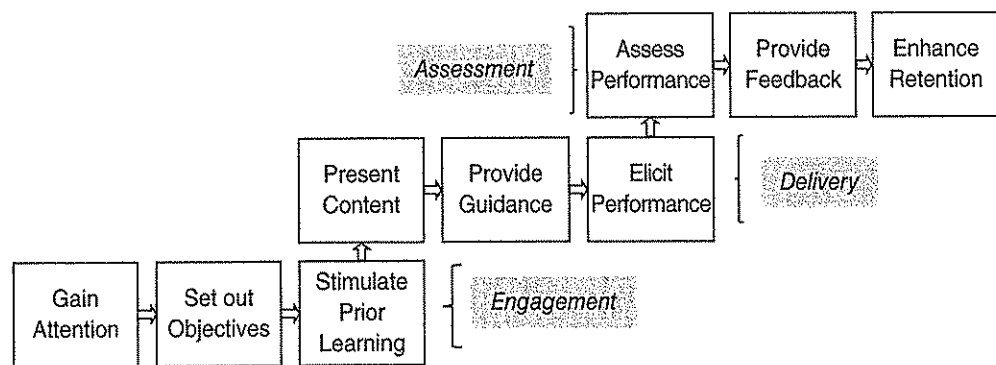 Assessment
Assess
Performance
Provide
Feedback
Enhance
Retention
Present
Content
Provide
Guidance
Elicit
Performance
Delivery
Gain
Attention
Set out
Objectives
Stimulate
Prior
Learning
Engagement